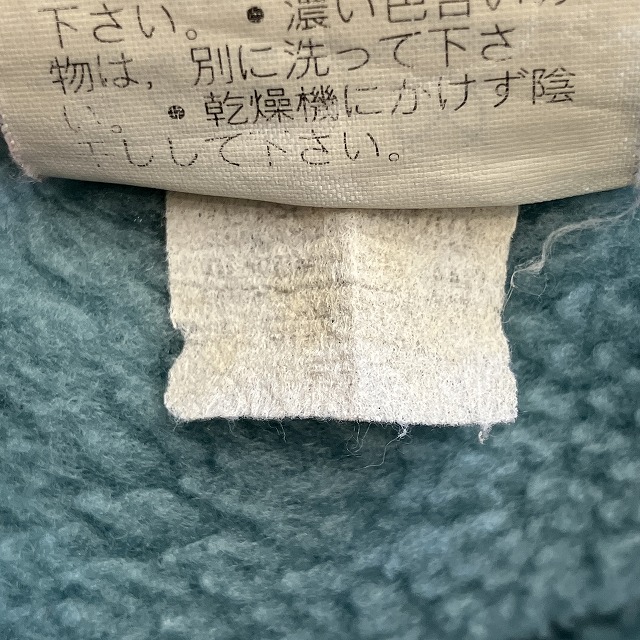 下さい。 • 濃い色合いの
物は, 別に洗って下さ
い。 • 乾燥機にかけず陰
干しして下さい。